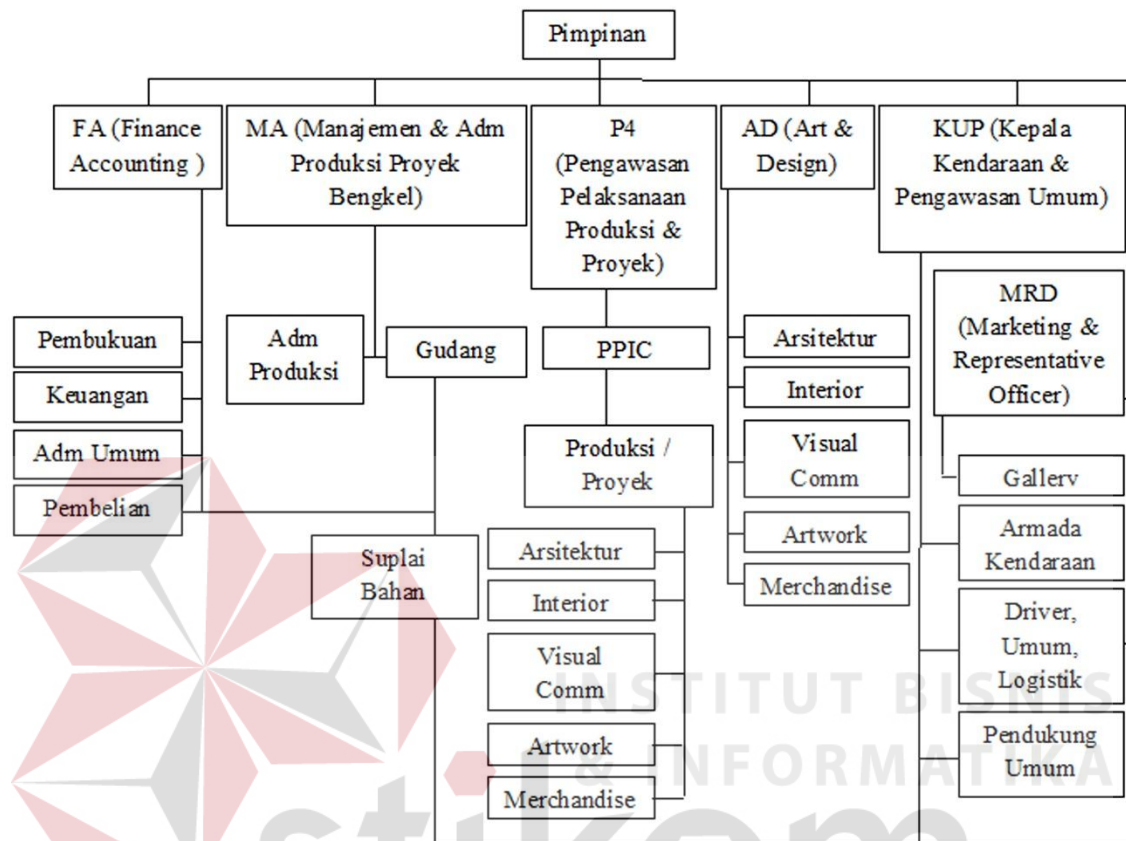 Pimpinan
FA (Finance
Accounting )
MA (Manajemen & Adm
Produksi Proyek
Bengkel)
P4
(Pengawasan
Pelaksanaan
Produksi &
Proyek)
AD (Art &
Design)
KUP (Kepala
Kendaraan &
Pengawasan Umum)
Pembukuan
Keuangan
Adm Umum
Pembelian
Adm
Produksi
Gudang
Suplai
Bahan
PPIC
Produksi /
Proyek
Arsitektur
Interior
Visual
Comm
Artwork
Merchandise
Arsitektur
Interior
Visual
Comm
Artwork
Merchandise
MRD
(Marketing &
Representative
Officer)
Gallery
Armada
Kendaraan
Driver,
Umum,
Logistik
Pendukung
Umum
INSTITUT BISNIS
& INFORMATIKA
stikom